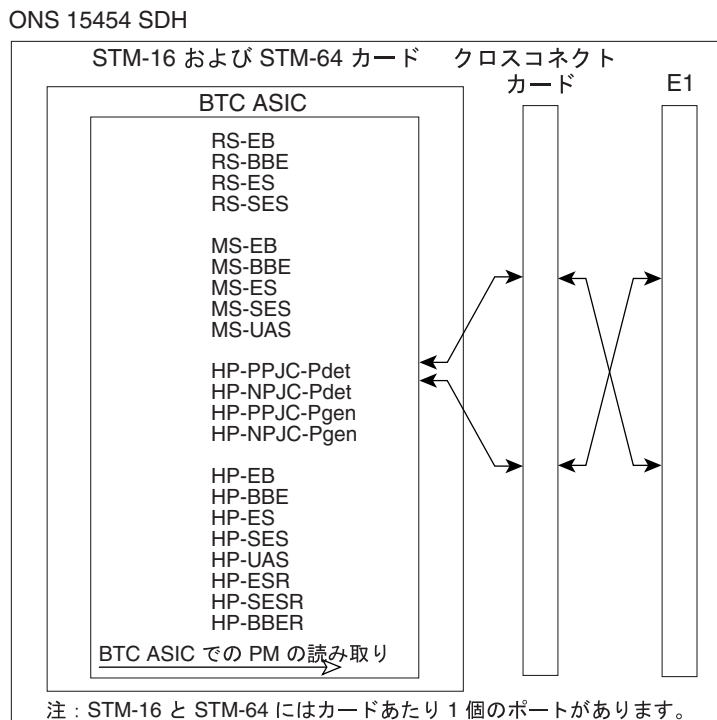 ONS 15454 SDH
STM-16 および STM-64 カード
クロスコネクト
カード
E1
BTC ASIC
RS-EB
RS-BBE
RS-ES
RS-SES
MS-EB
MS-BBE
MS-ES
MS-SES
MS-UAS
HP-PPJC-Pdet
HP-NPJC-Pdet
HP-PPJC-Pgen
HP-NPJC-Pgen
HP-EB
HP-BBE
HP-ES
HP-SES
HP-UAS
HP-ESR
HP-SESR
HP-BBER
BTC ASIC での PM の読み取り
注：STM-16 と STM-64 にはカードあたり 1 個のポートがあります。